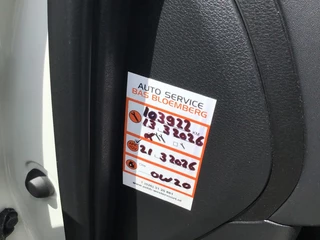 AUTO SERVICE
BAS BLOEMBERG
103922
13.3 2026
21.3 2026
0W20